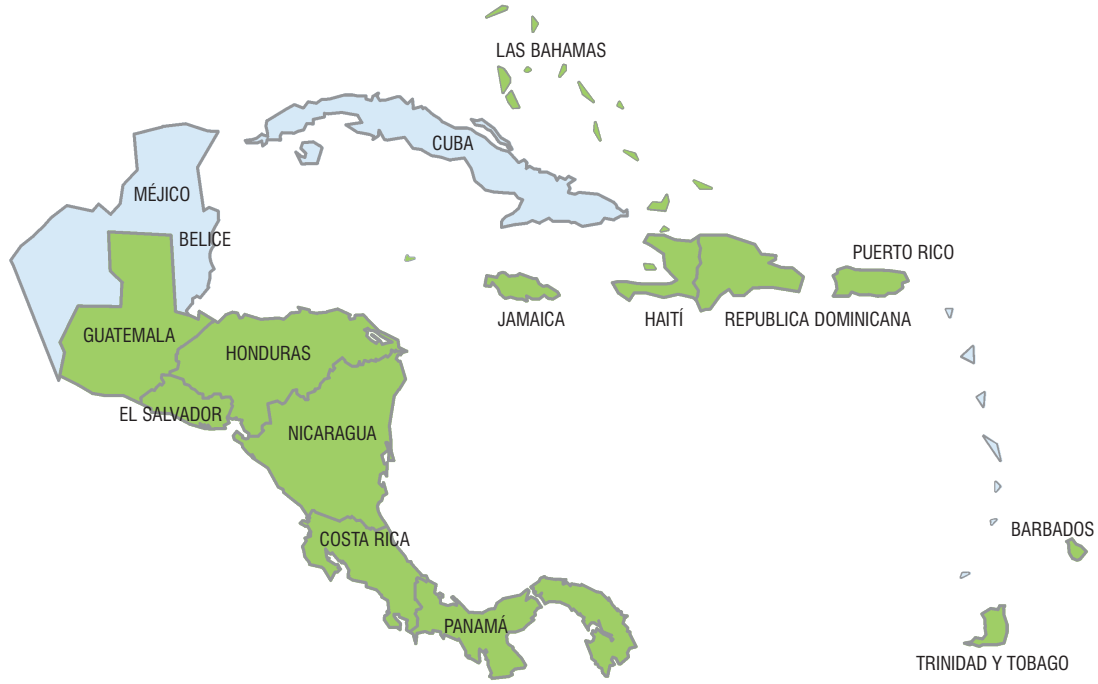 LAS BAHAMAS
CUBA
MÉJICO
BELICE
PUERTO RICO
JAMAICA
HAITÍ
REPUBLICA DOMINICANA
GUATEMALA
HONDURAS
EL SALVADOR
NICARAGUA
BARBADOS
COSTA RICA
PANAMÁ
TRINIDAD Y TOBAGO